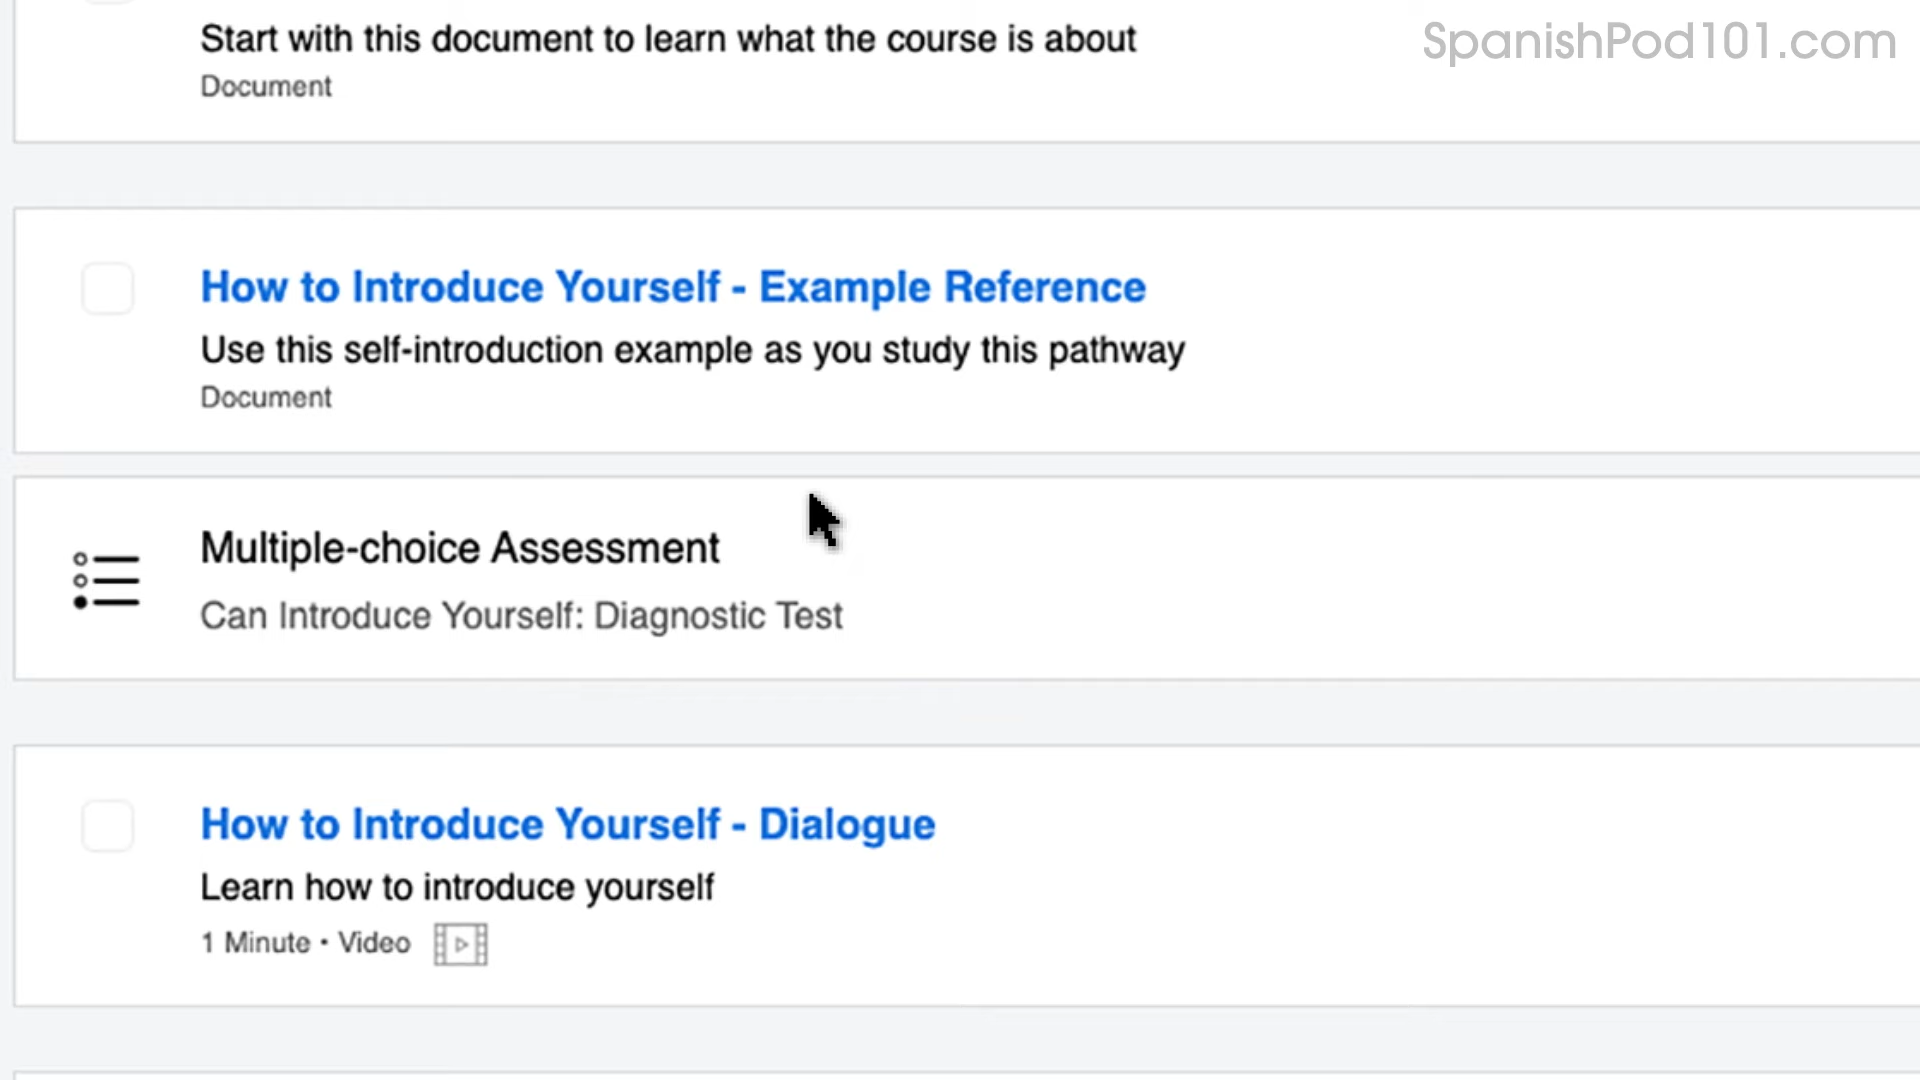 SpanishPod101.com
Start with this document to learn what the course is about
Document
How to Introduce Yourself - Example Reference
Use this self-introduction example as you study this pathway
Document
Multiple-choice Assessment
Can Introduce Yourself: Diagnostic Test
How to Introduce Yourself - Dialogue
Learn how to introduce yourself
1 Minute • Video